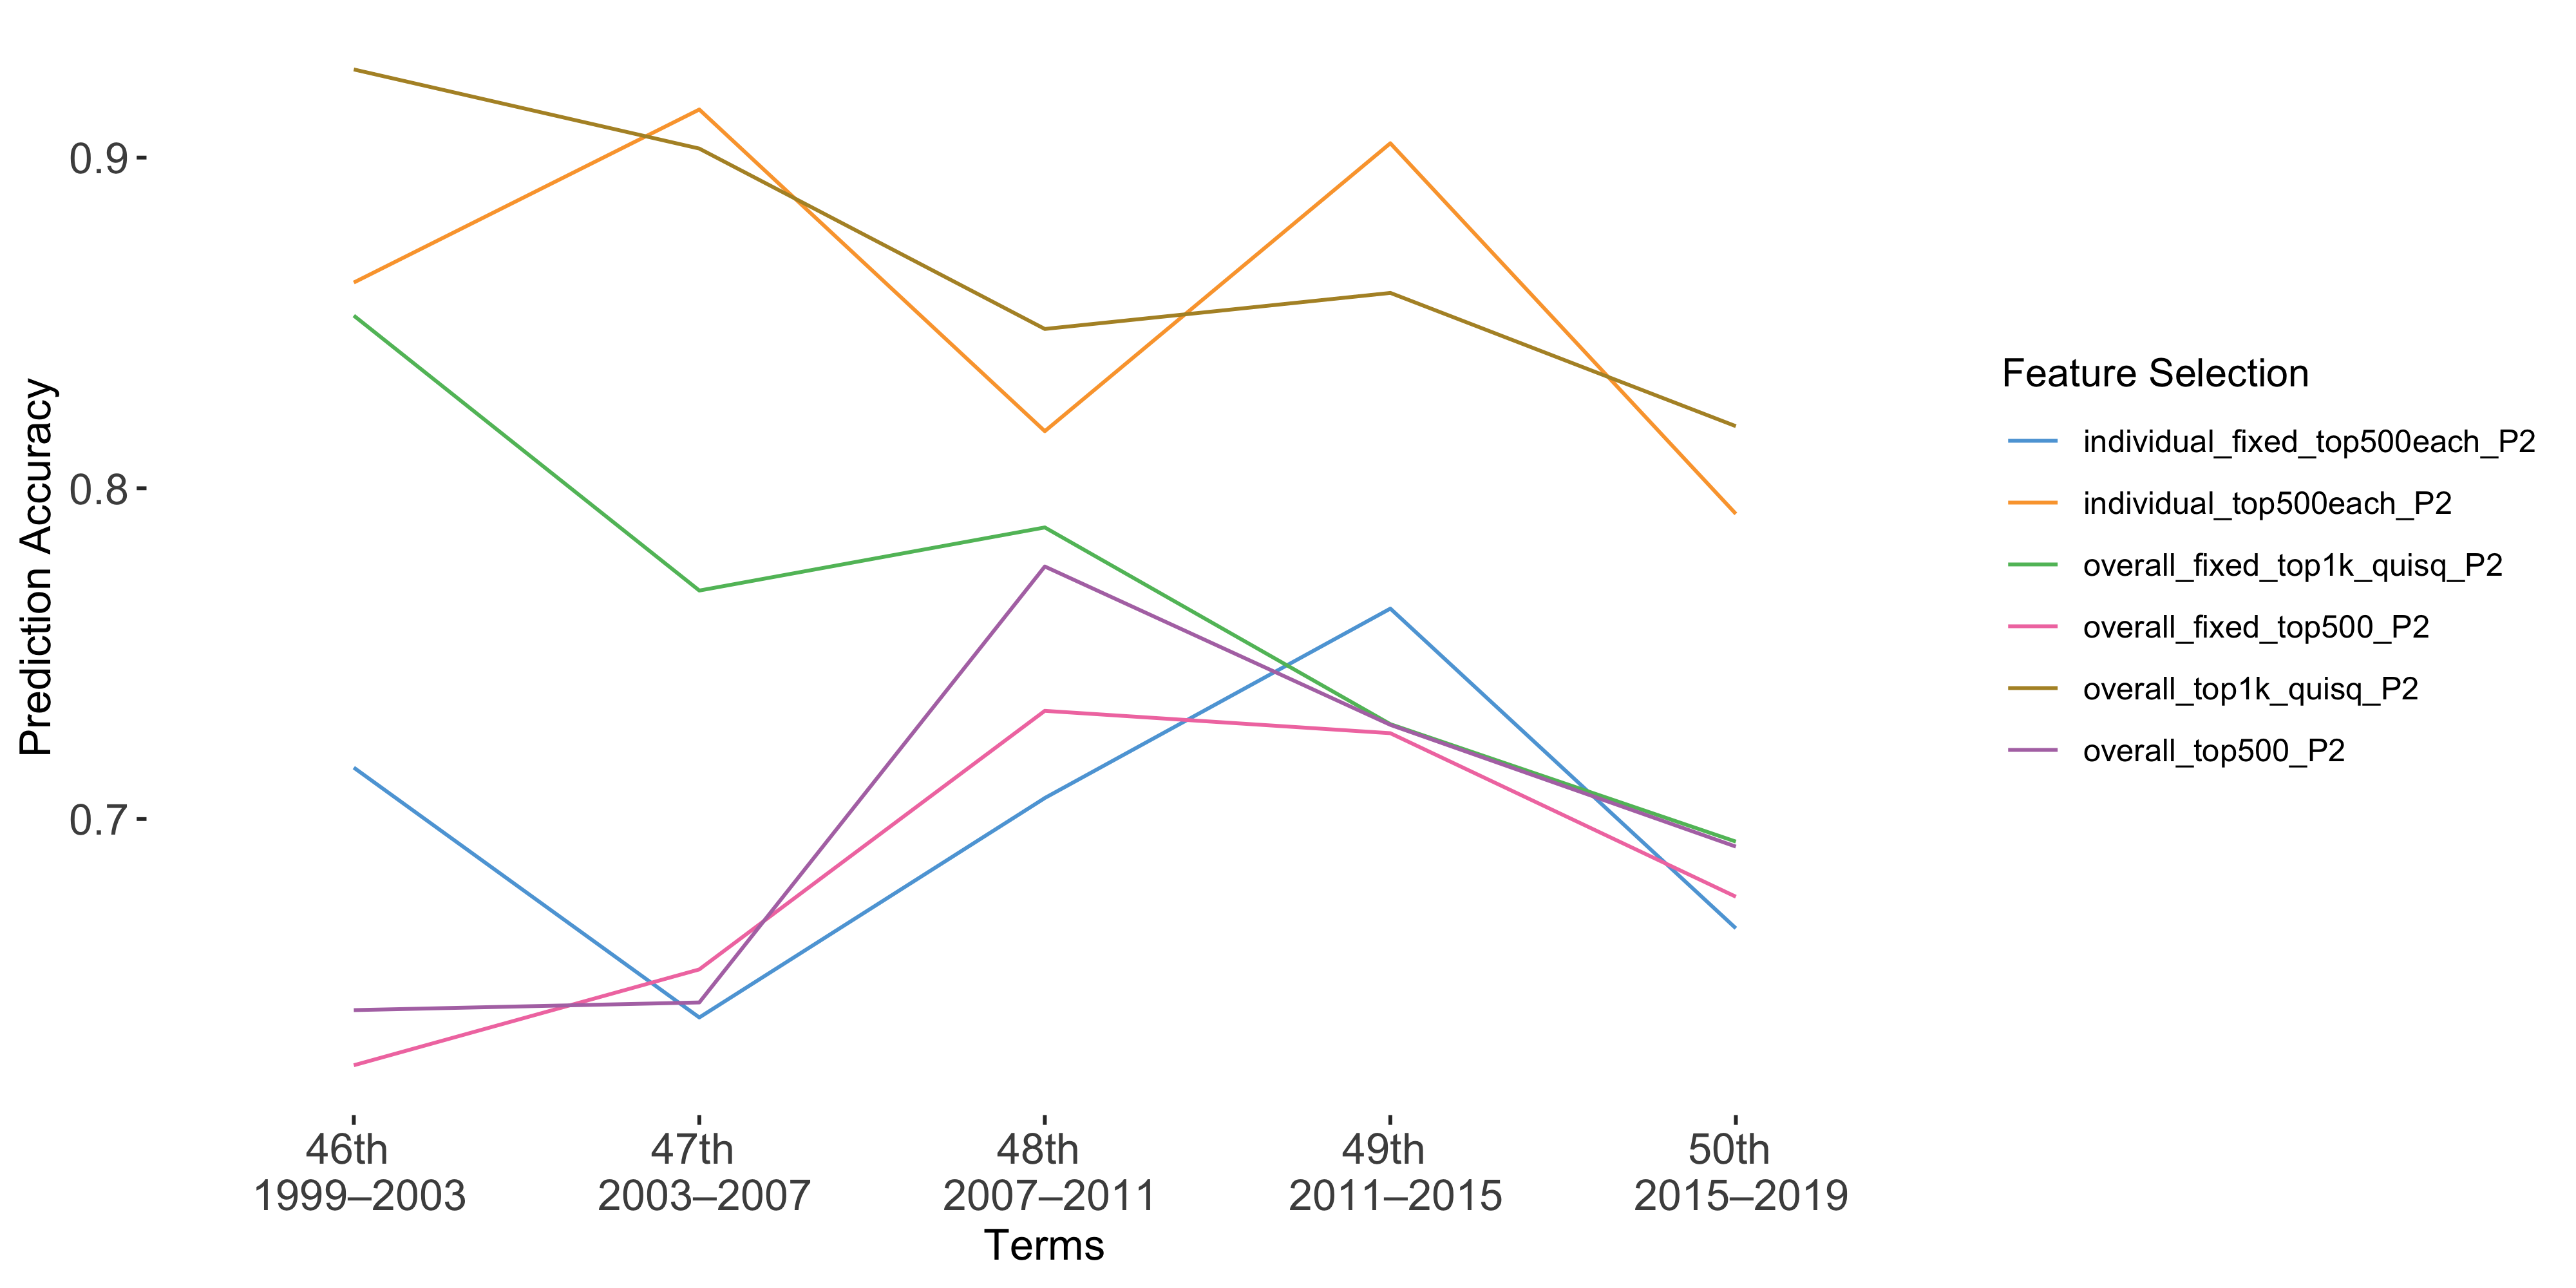 Prediction Accuracy
0.9
0.8
0.7
46th
1999–2003
47th
2003–2007
48th
2007–2011
49th
2011–2015
50th
2015–2019
Terms
Feature Selection
individual_fixed_top500each_P2
individual_top500each_P2
overall_fixed_top1k_quisq_P2
overall_fixed_top500_P2
overall_top1k_quisq_P2
overall_top500_P2